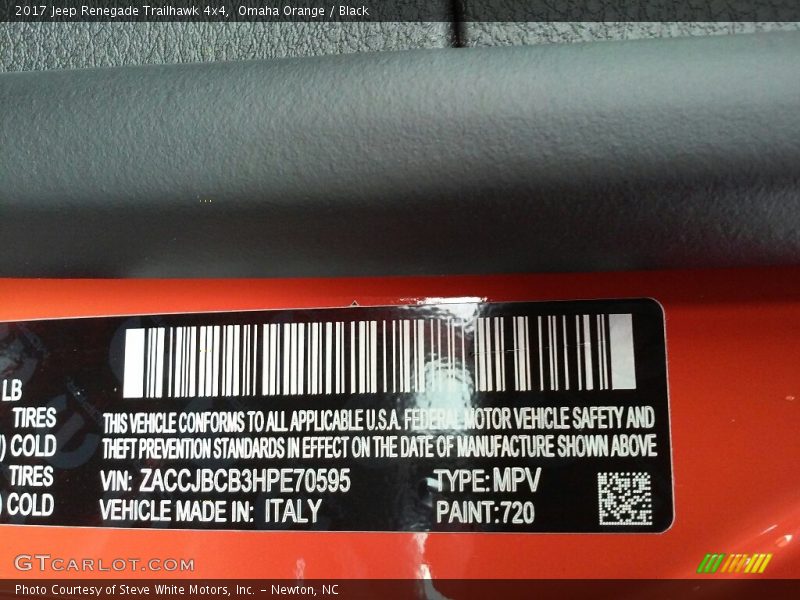 2017 Jeep Renegade Trailhawk 4x4, Omaha Orange / Black
LB
TIRES
) COLD
TIRES
) COLD
THIS VEHICLE CONFORMS TO ALL APPLICABLE U.S.A. FEDERAL MOTOR VEHICLE SAFETY AND
THEFT PREVENTION STANDARDS IN EFFECT ON THE DATE OF MANUFACTURE SHOWN ABOVE
VIN: ZACCJBCB3HPE70595 TYPE: MPV
VEHICLE MADE IN: ITALY PAINT: 720
GTCARLOT.COM
Photo Courtesy of Steve White Motors, Inc. – Newton, NC